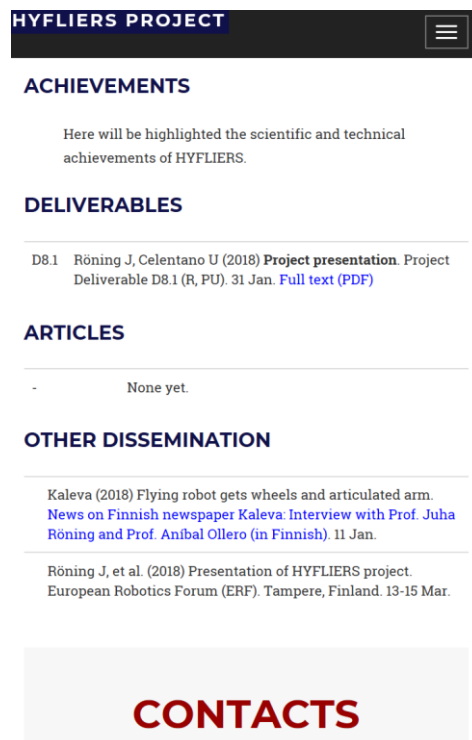 HYFLIERS PROJECT
ACHIEVEMENTS
Here will be highlighted the scientific and technical
achievements of HYFLIERS.
DELIVERABLES
D8.1 Röning J, Celentano U (2018) Project presentation. Project
Deliverable D8.1 (R, PU). 31 Jan. Full text (PDF)
ARTICLES
- None yet.
OTHER DISSEMINATION
Kaleva (2018) Flying robot gets wheels and articulated arm.
News on Finnish newspaper Kaleva: Interview with Prof. Juha
Röning and Prof. Aníbal Ollero (in Finnish). 11 Jan.
Röning J, et al. (2018) Presentation of HYFLIERS project.
European Robotics Forum (ERF). Tampere, Finland. 13-15 Mar.
CONTACTS